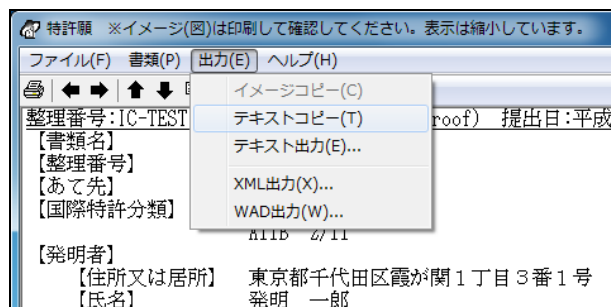 特許願 ※イメージ(図)は印刷して確認してください。表示は縮小しています。
ファイル(F) 書類(P) 出力(E) ヘルプ(H)
イメージコピー(C)
テキストコピー(T)
テキスト出力(E)...
XML出力(X)...
WAD出力(W)...
整理番号:IC-TEST roof) 提出日:平成
【書類名】
【整理番号】
【あて先】
【国際特許分類】
A11B 2/11
【発明者】
【住所又は居所】 東京都千代田区霞が関1丁目3番1号
【氏名】 発明 一郎